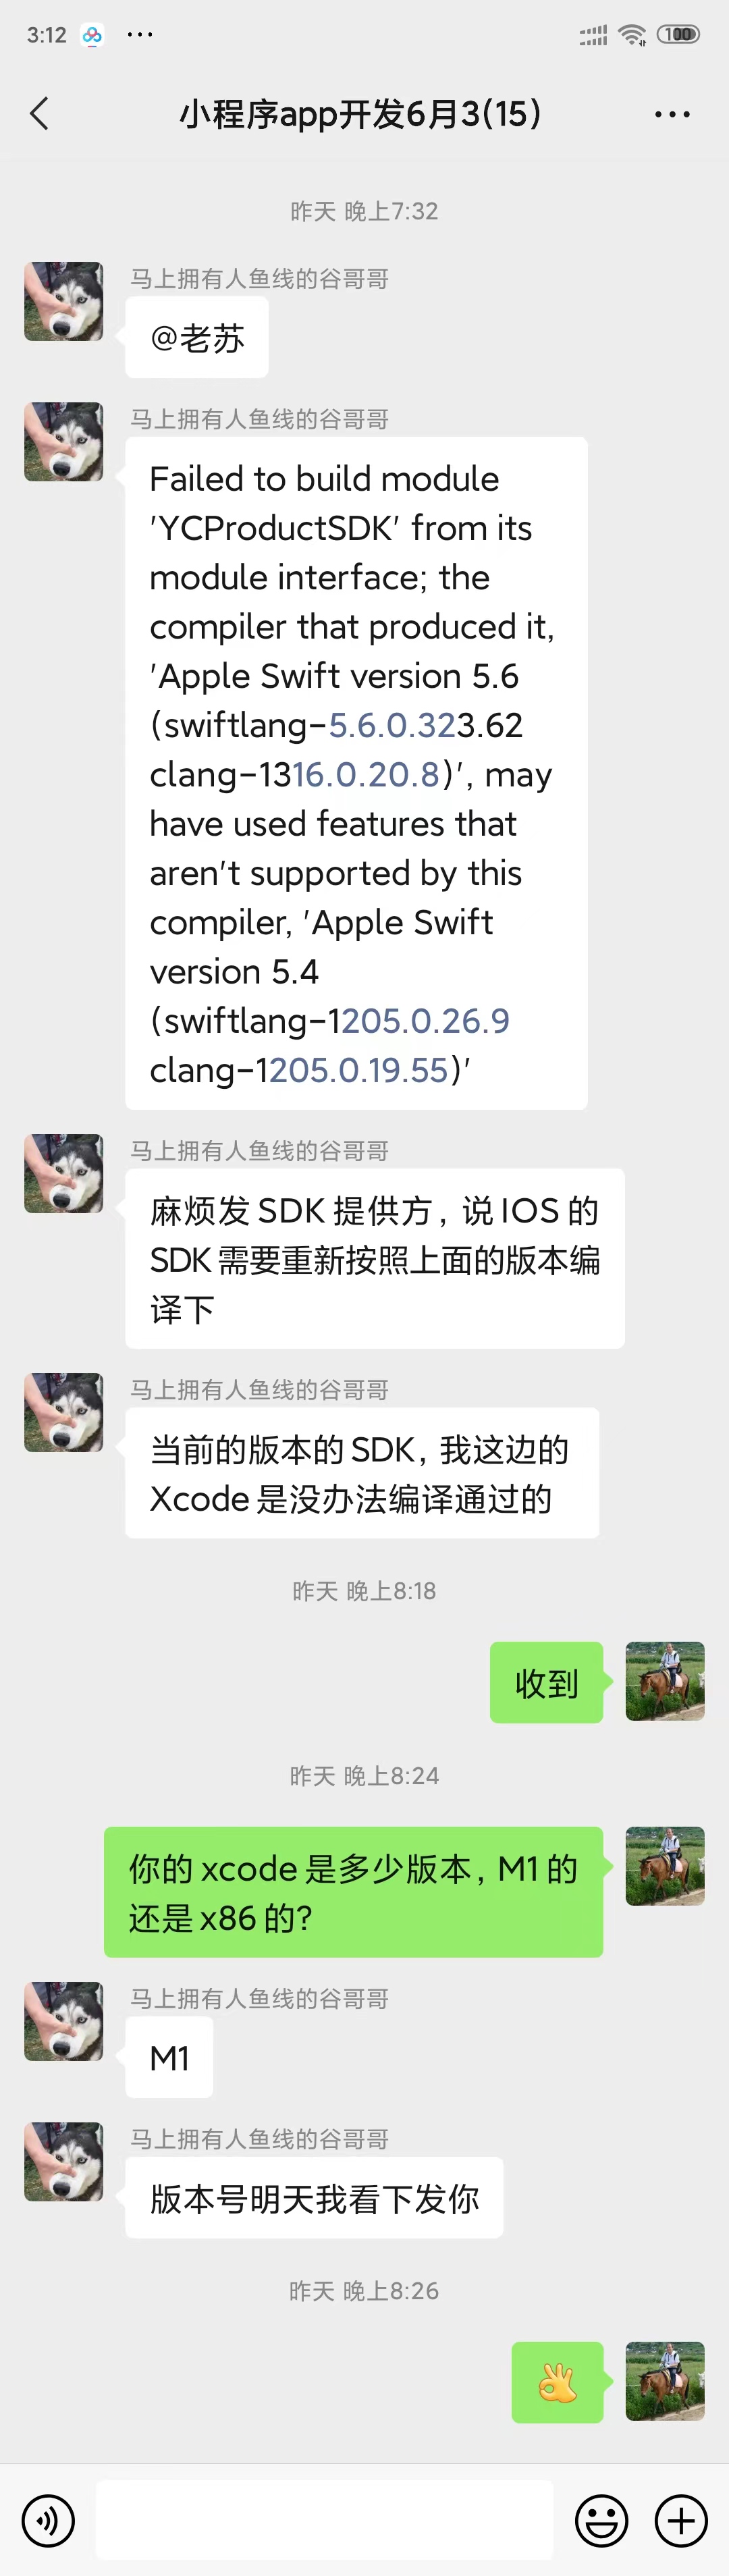 3:12
100
小程序app开发6月3(15)
昨天 晚上7:32
马上拥有人鱼线的谷哥哥
@老苏
马上拥有人鱼线的谷哥哥
Failed to build module
'YCProductSDK' from its
module interface; the
compiler that produced it,
'Apple Swift version 5.6
(swiftlang-5.6.0.323.62
clang-1316.0.20.8)', may
have used features that
aren't supported by this
compiler, 'Apple Swift
version 5.4
(swiftlang-1205.0.26.9
clang-1205.0.19.55)'
马上拥有人鱼线的谷哥哥
麻烦发 SDK 提供方，说 IOS 的
SDK 需要重新按照上面的版本编
译下
马上拥有人鱼线的谷哥哥
当前的版本的 SDK，我这边的
Xcode 是没办法编译通过的
昨天 晚上8:18
收到
昨天 晚上8:24
你的 xcode 是多少版本，M1 的
还是 x86 的?
马上拥有人鱼线的谷哥哥
M1
马上拥有人鱼线的谷哥哥
版本号明天我看下发你
昨天 晚上8:26